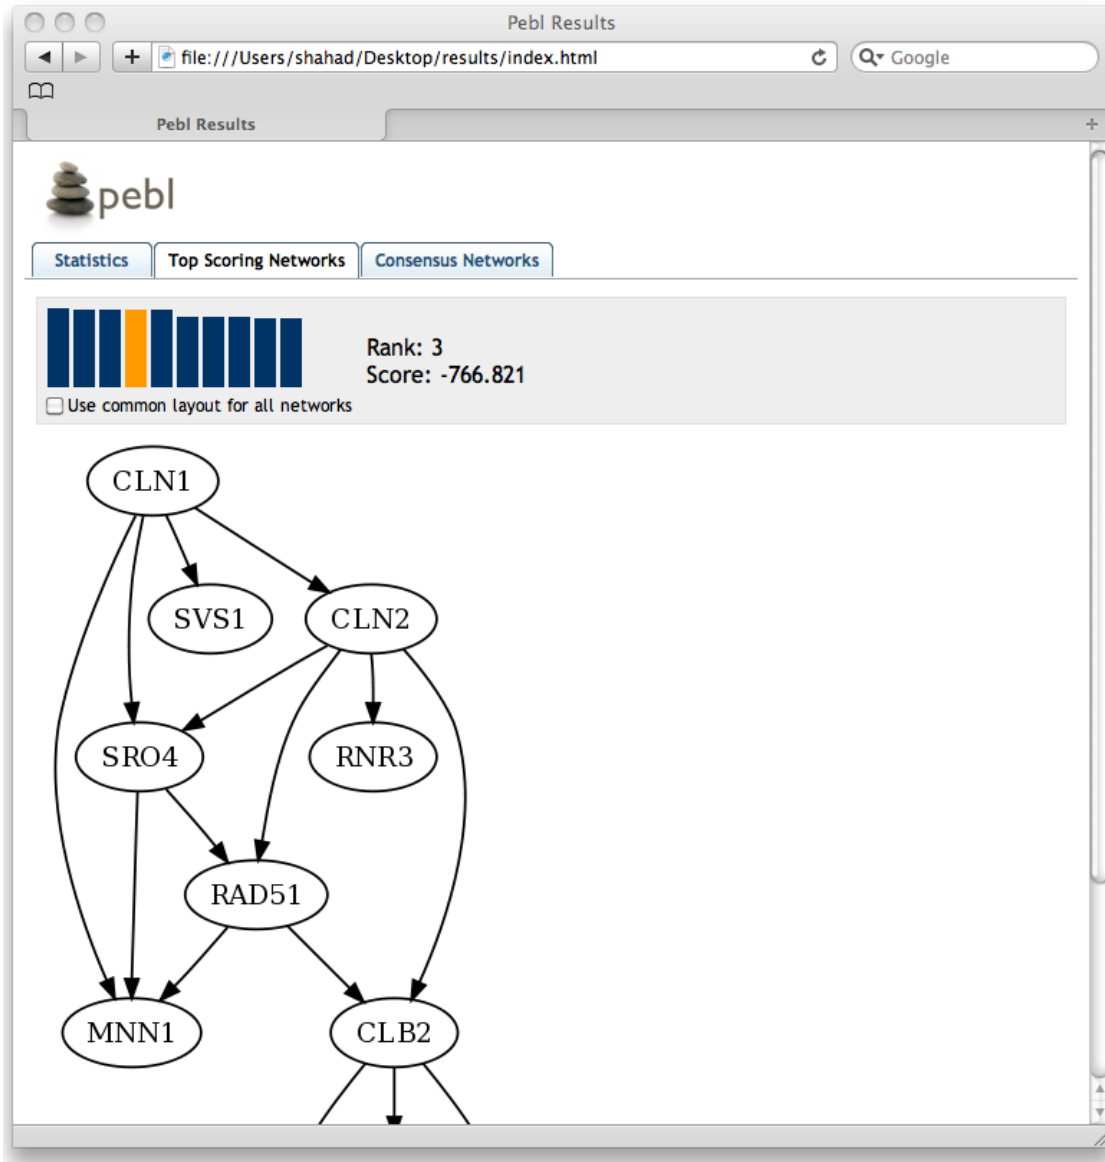 Pebl Results
file:///Users/shahad/Desktop/results/index.html
Google
Pebl Results
pebl
Statistics
Top Scoring Networks
Consensus Networks
Rank: 3
Score: -766.821
Use common layout for all networks
CLN1
SVS1
CLN2
SRO4
RNR3
RAD51
MNN1
CLB2